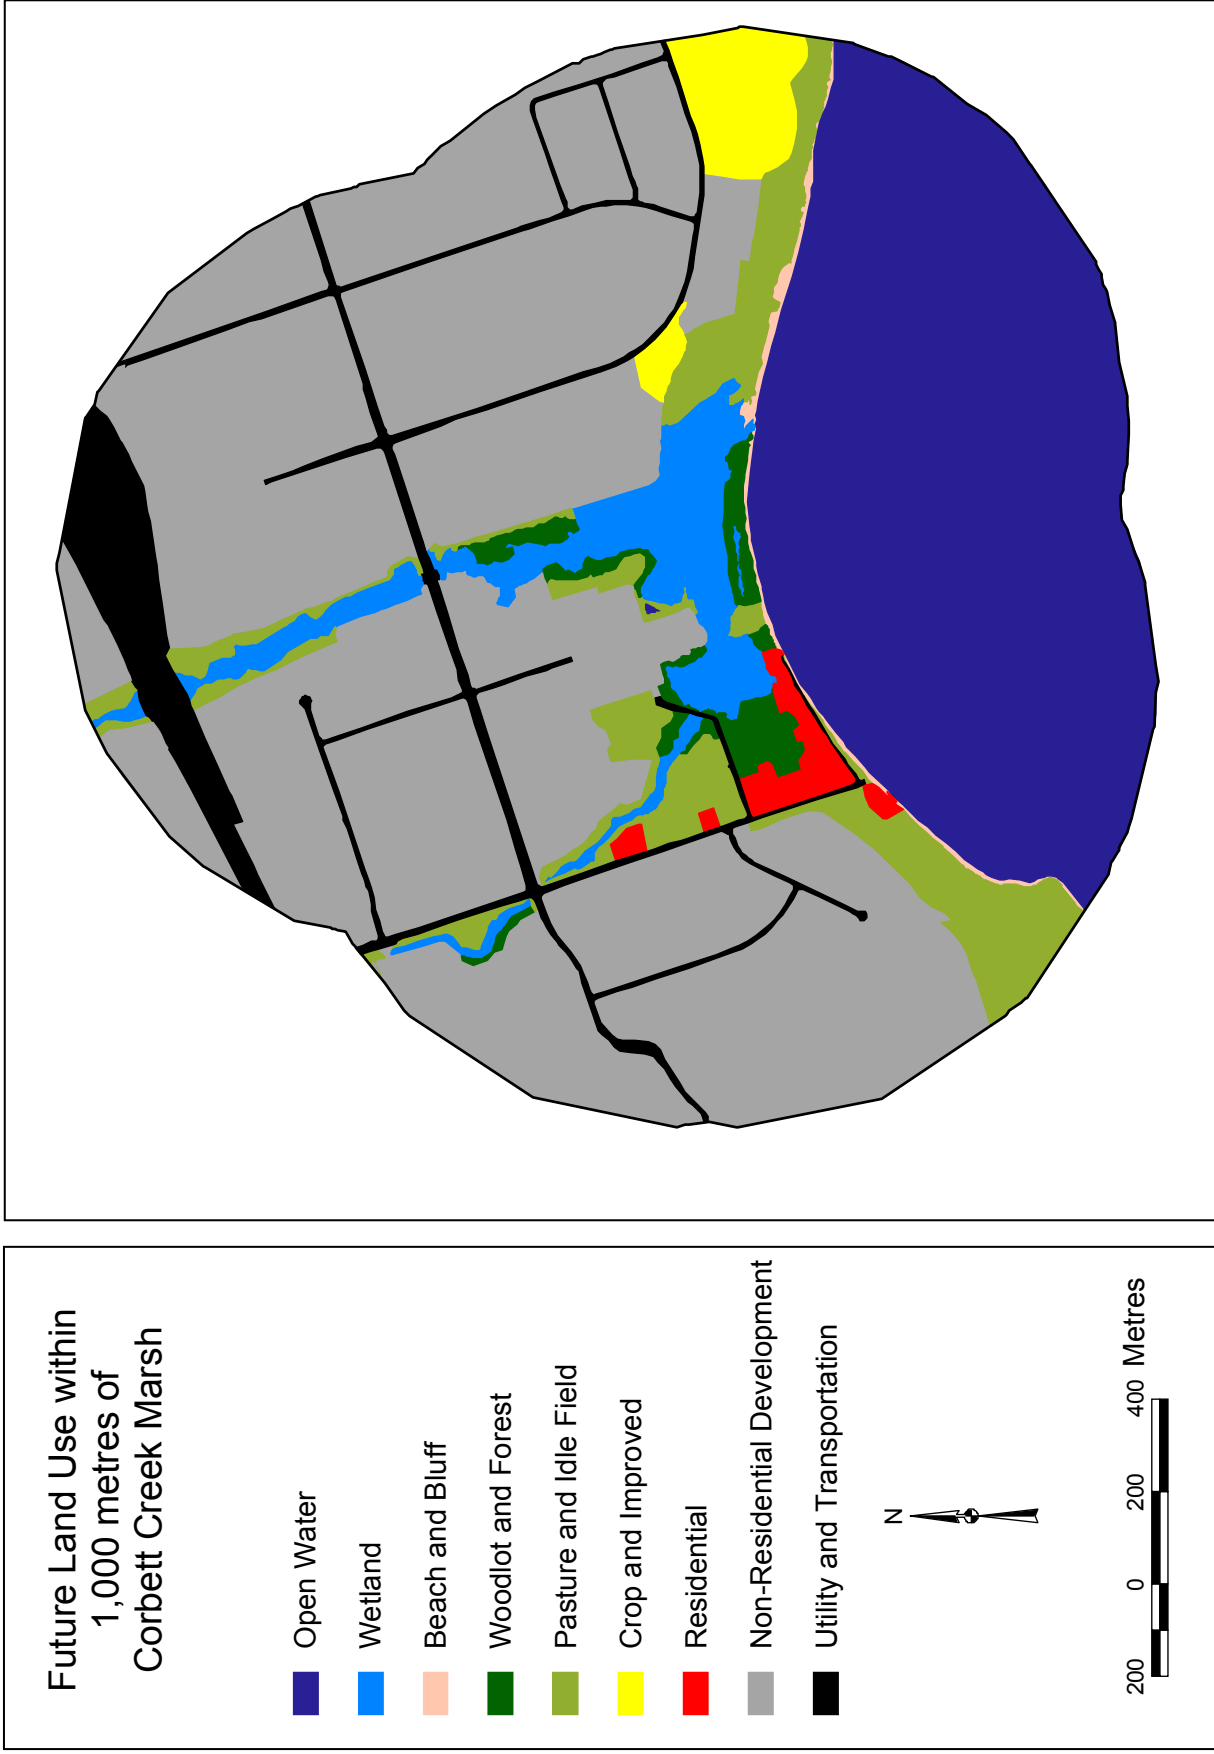 Future Land Use within
1,000 metres of
Corbett Creek Marsh
Open Water
Wetland
Beach and Bluff
Woodlot and Forest
Pasture and Idle Field
Crop and Improved
Residential
Non-Residential Development
Utility and Transportation
N
200 0 200 400 Metres